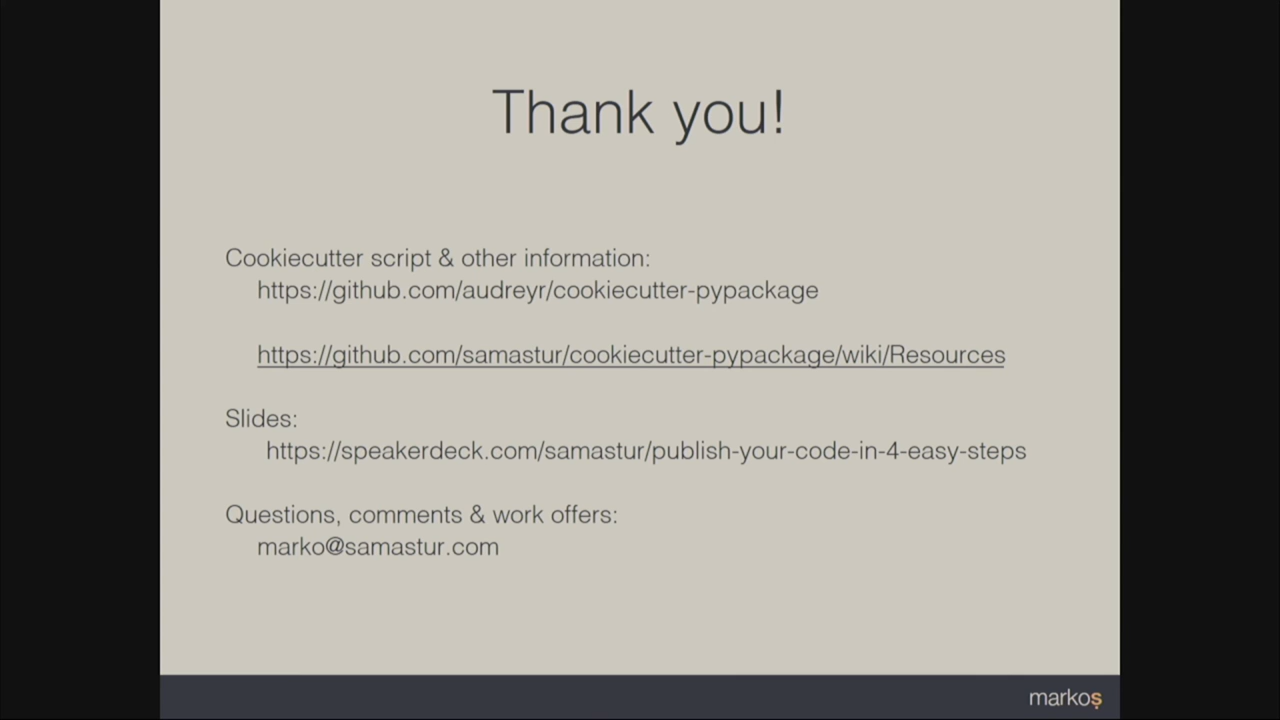 Thank you!
Cookiecutter script & other information:
https://github.com/audreyr/cookiecutter-pypackage
https://github.com/samastur/cookiecutter-pypackage/wiki/Resources
Slides:
https://speakerdeck.com/samastur/publish-your-code-in-4-easy-steps
Questions, comments & work offers:
marko@samastur.com
markoș